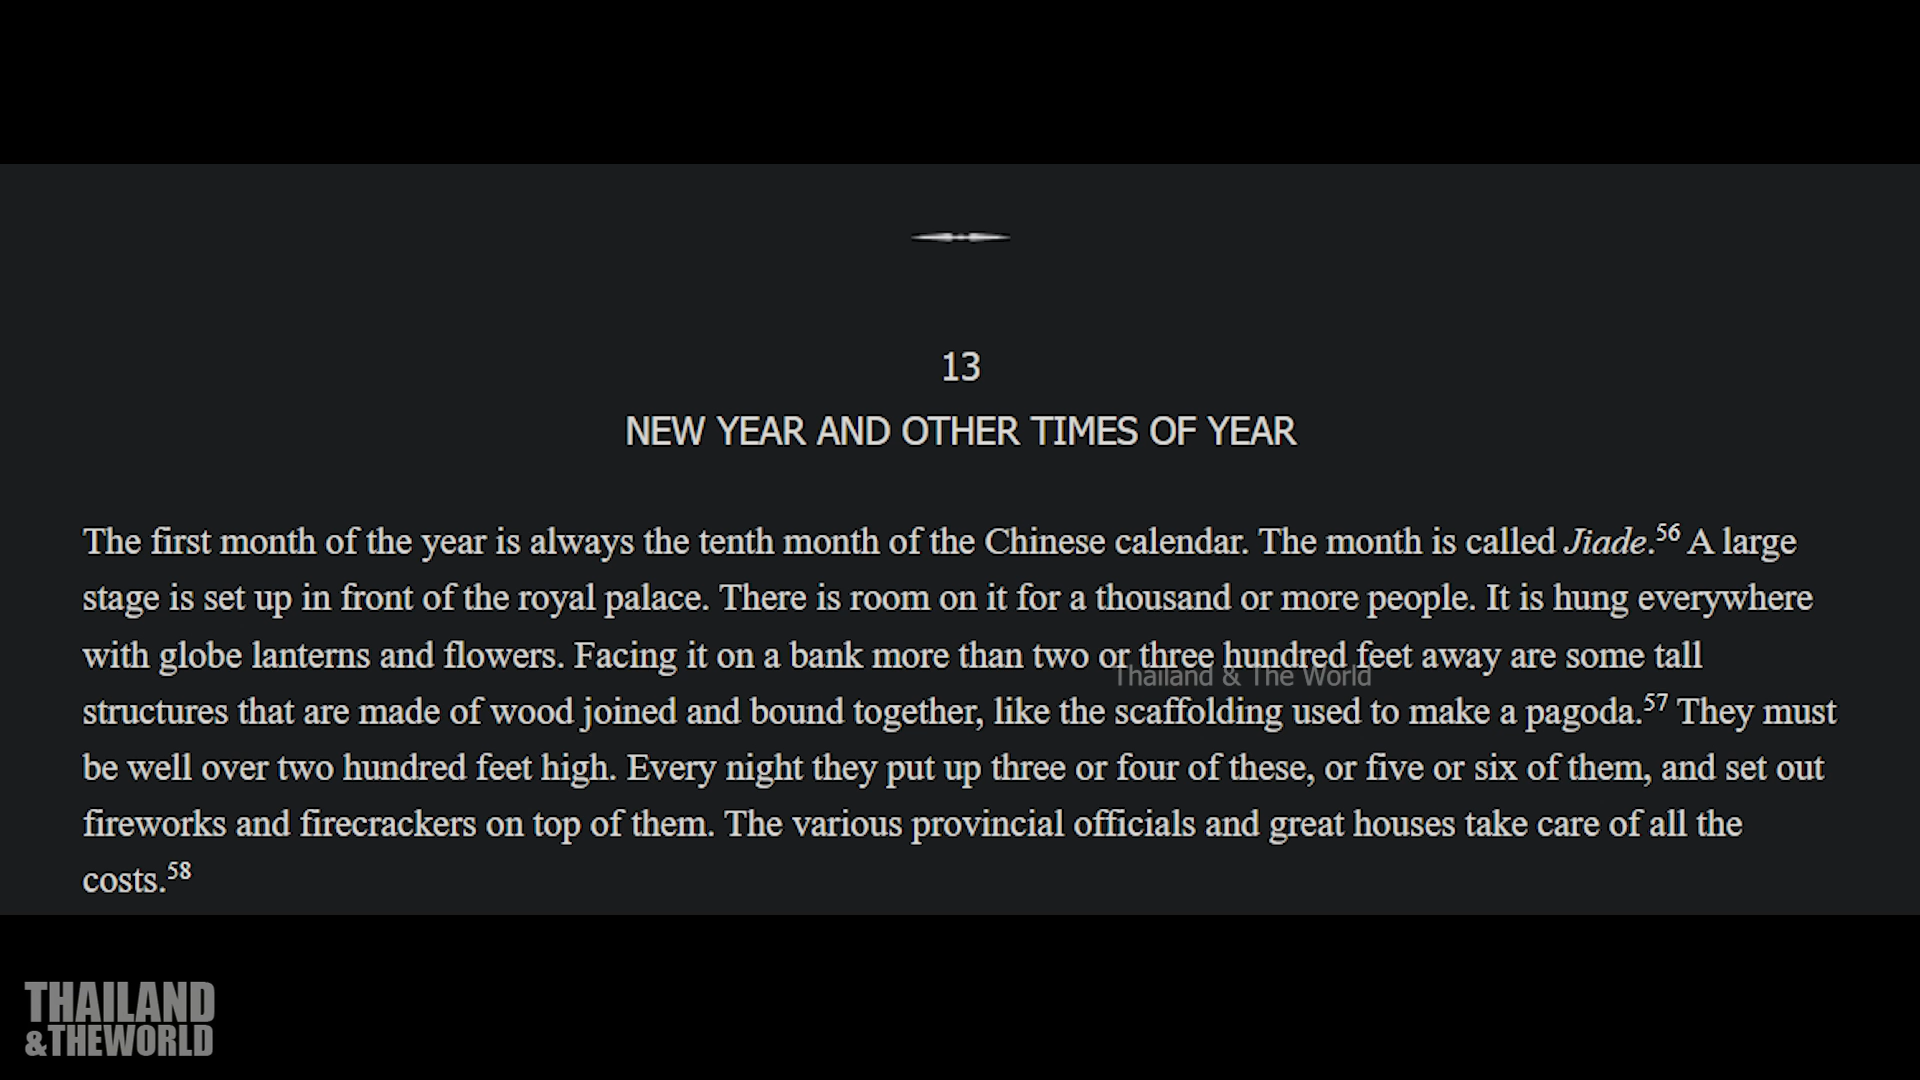 13
NEW YEAR AND OTHER TIMES OF YEAR
The first month of the year is always the tenth month of the Chinese calendar. The month is called Jiade.56 A large
stage is set up in front of the royal palace. There is room on it for a thousand or more people. It is hung everywhere
with globe lanterns and flowers. Facing it on a bank more than two or three hundred feet away are some tall
Thailand & The World
structures that are made of wood joined and bound together, like the scaffolding used to make a pagoda.57 They must
be well over two hundred feet high. Every night they put up three or four of these, or five or six of them, and set out
fireworks and firecrackers on top of them. The various provincial officials and great houses take care of all the
costs.58
THAILAND
&THEWORLD